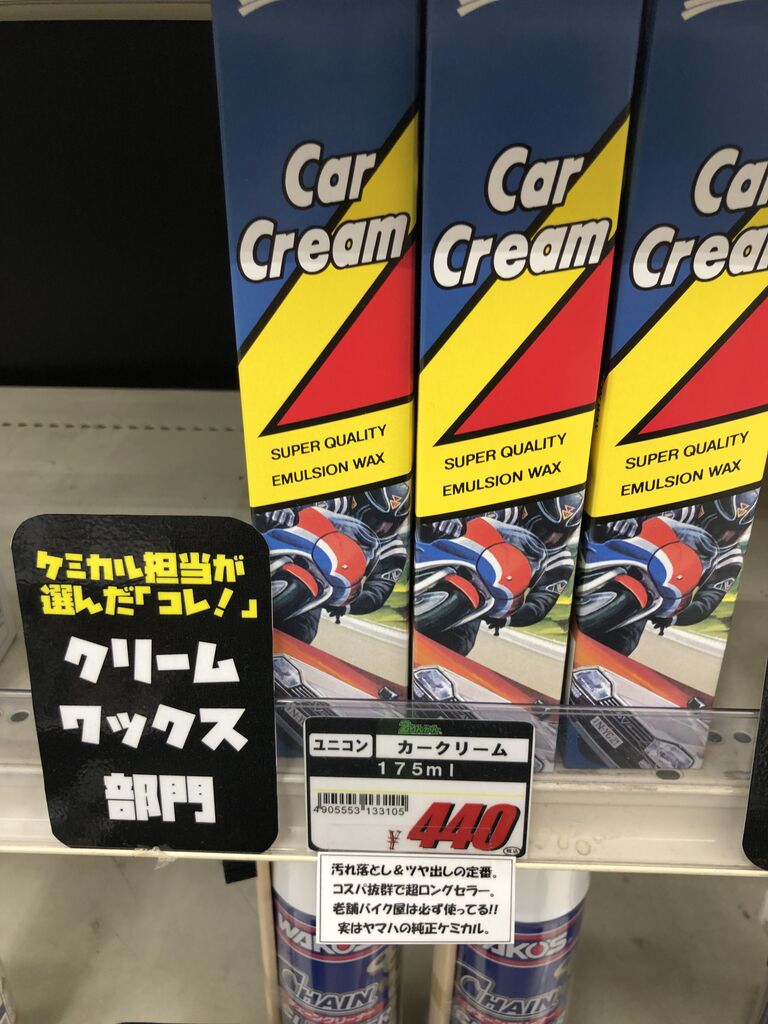 Car
Cream
SUPER QUALITY
EMULSION WAX
Car
Cream
SUPER QUALITY
EMULSION WAX
Cream
SUPER QUALITY
EMULSION WAX
ケミカル担当が
選んだ「コレ!」
クリーム
ワックス
部門
ユニコン
カークリーム
175ml
4905553133105
¥440
税込
汚れ落とし&ツヤ出しの定番。
コスパ抜群で超ロングセラー。
老舗バイク屋は必ず使ってる!!
実はヤマハの純正ケミカル。
WAKO'S
CHAIN
WAKO'S
CHAIN